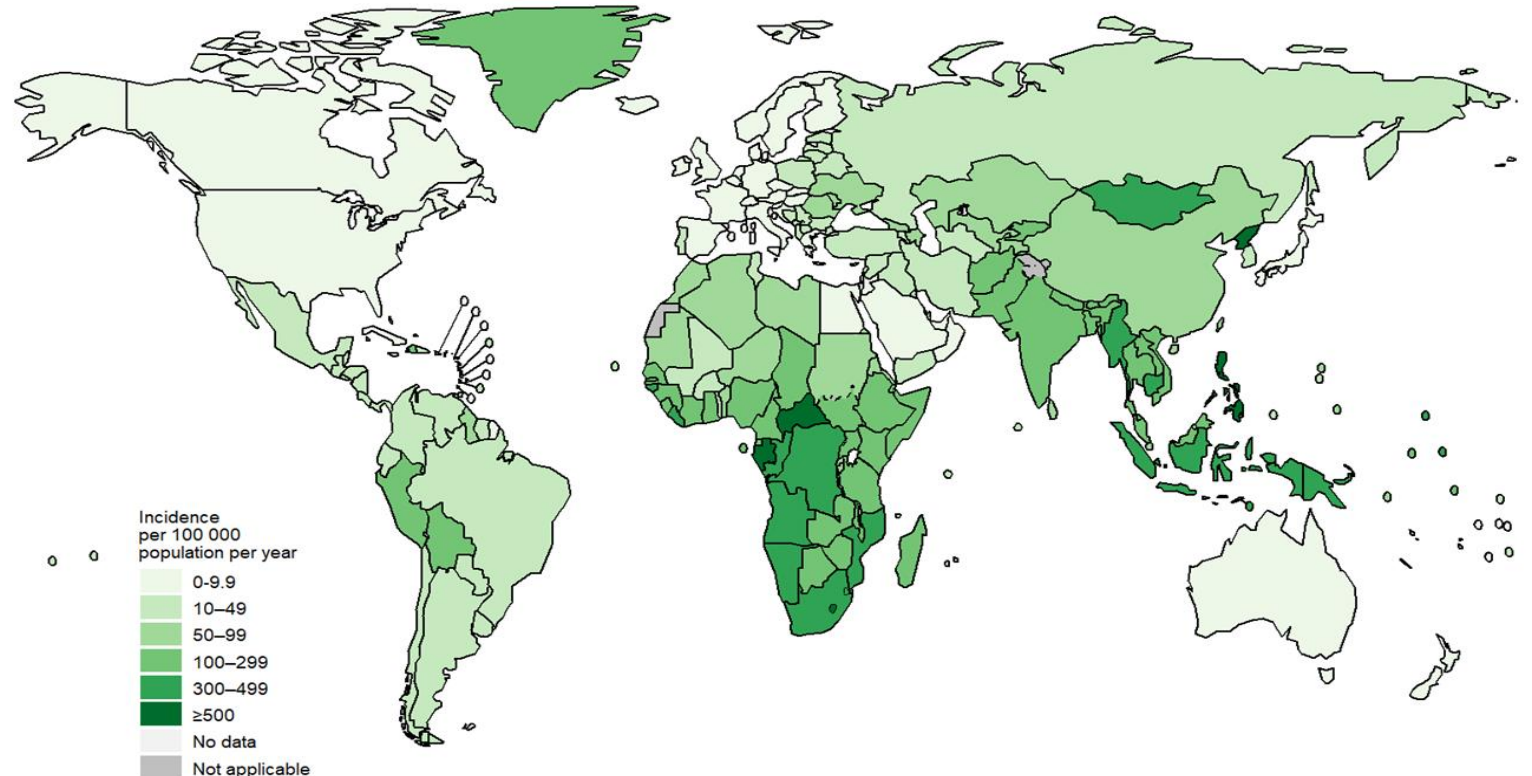 Incidence
per 100 000
population per year
0-9.9
10–49
50–99
100–299
300–499
≥500
No data
Not applicable